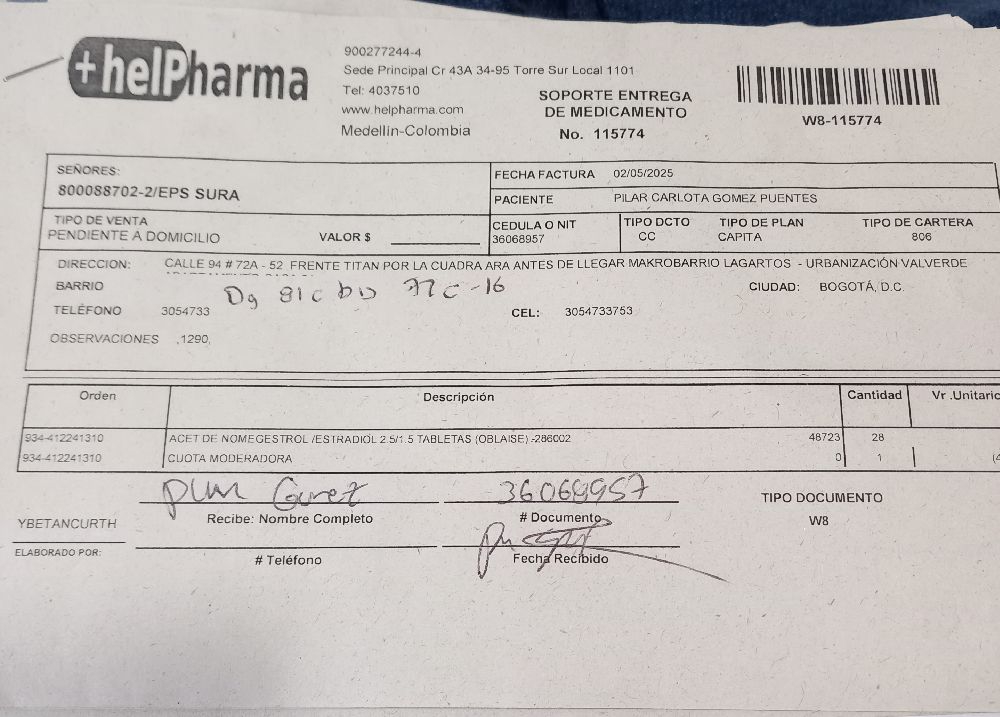 +helPharma
900277244-4
Sede Principal Cr 43A 34-95 Torre Sur Local 1101
Tel: 4037510
www.helpharma.com
Medellín-Colombia
SOPORTE ENTREGA
DE MEDICAMENTO
No. 115774
W8-115774
SEÑORES:
800088702-2/EPS SURA
FECHA FACTURA 02/05/2025
PACIENTE PILAR CARLOTA GOMEZ PUENTES
TIPO DE VENTA
PENDIENTE A DOMICILIO VALOR $
CEDULA O NIT TIPO DCTO TIPO DE PLAN TIPO DE CARTERA
36068957 CC CAPITA 806
DIRECCION: CALLE 94 # 72A - 52 FRENTE TITAN POR LA CUADRA ARA ANTES DE LLEGAR MAKROBARRIO LAGARTOS - URBANIZACIÓN VALVERDE
BARRIO CIUDAD: BOGOTÁ, D.C.
Dg 81c 77c-16
TELÉFONO 3054733 CEL: 3054733753
OBSERVACIONES ,1290,
Orden Descripción Cantidad Vr .Unitario
934-412241310 ACET DE NOMEGESTROL /ESTRADIOL 2.5/1.5 TABLETAS (OBLAISE) -286002 48723 28
934-412241310 CUOTA MODERADORA 0 1 (4
36068957
Recibe: Nombre Completo # Documento
TIPO DOCUMENTO
W8
YBETANCURTH
ELABORADO POR:
# Teléfono Fecha Recibido